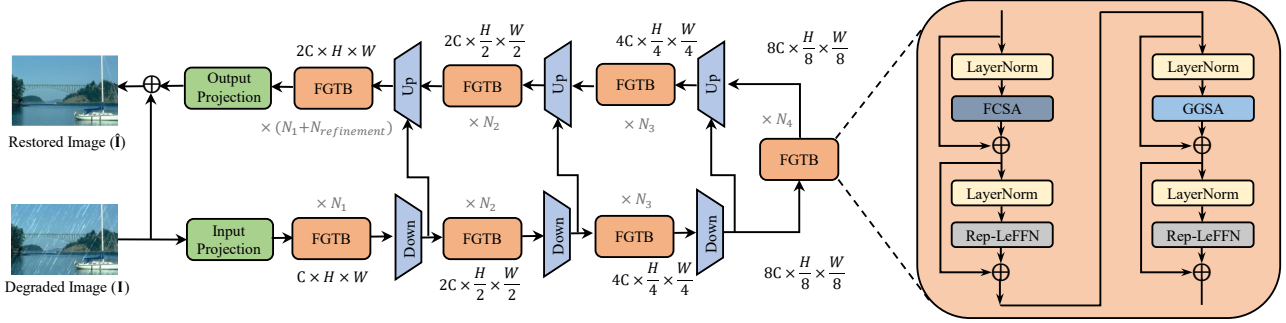 2C × H × W
2C × H/2 × W/2
4C × H/4 × W/4
8C × H/8 × W/8
Output
Projection
FGTB
Up
FGTB
Up
FGTB
Up
× (N₁+N_refinement)
× N₂
× N₃
× N₄
Restored Image (Î)
FGTB
× N₁
× N₂
× N₃
Input
Projection
FGTB
Down
FGTB
Down
FGTB
Down
Degraded Image (I)
C × H × W
2C × H/2 × W/2
4C × H/4 × W/4
8C × H/8 × W/8
LayerNorm
FCSA
LayerNorm
Rep-LeFFN
LayerNorm
GGSA
LayerNorm
Rep-LeFFN